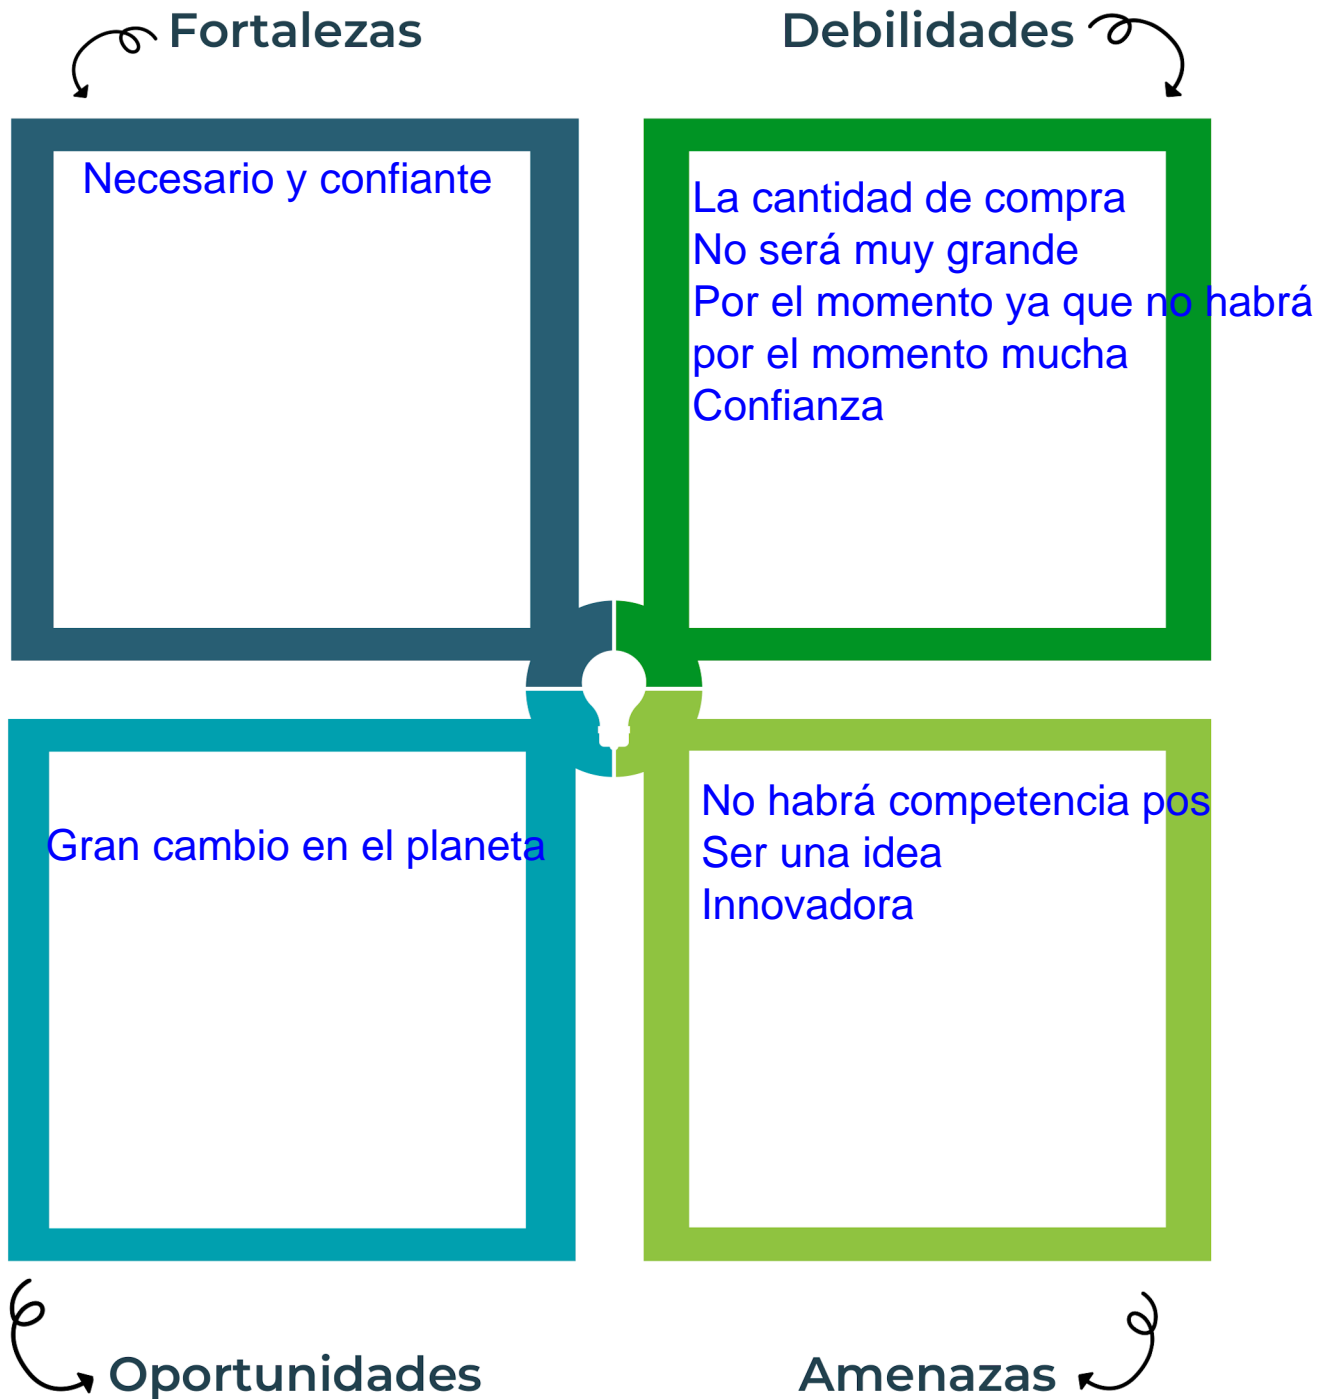 Fortalezas
Necesario y confiante
Debilidades
La cantidad de compra
No será muy grande
Por el momento ya que no habrá
por el momento mucha
Confianza
Gran cambio en el planeta
Oportunidades
No habrá competencia pos
Ser una idea
Innovadora
Amenazas